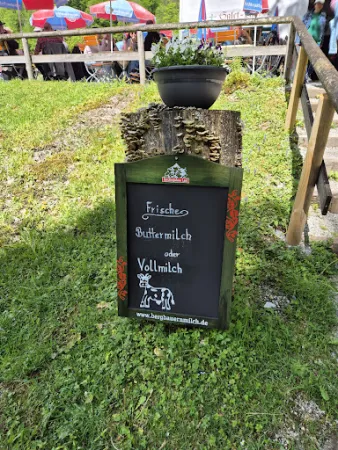 Frische
Buttermilch
oder
Vollmilch
www.bergbauernmilch.de